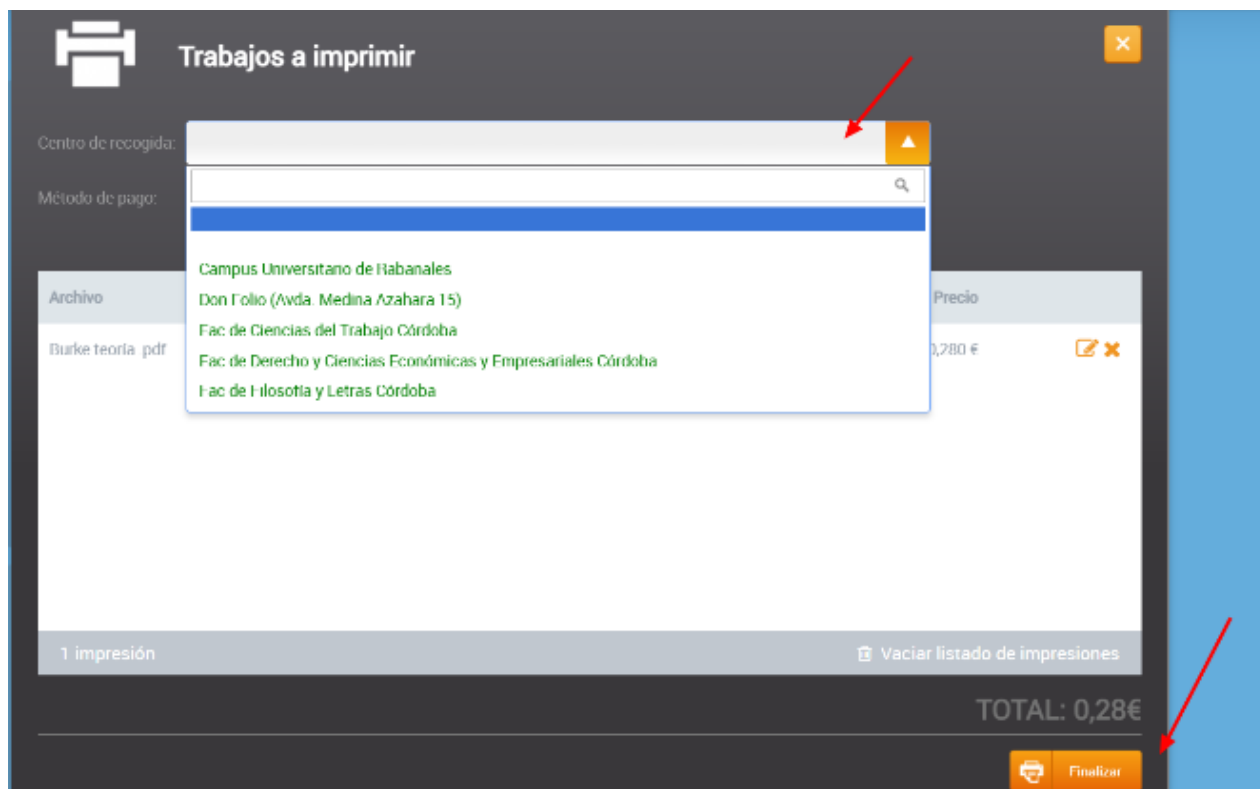 Trabajos a imprimir
Centro de recogida:
Método de pago:
Campus Universitario de Rabanales
Don Folio (Avda. Medina Azahara 15)
Fac de Ciencias del Trabajo Córdoba
Fac de Derecho y Ciencias Económicas y Empresariales Córdoba
Fac de Filosofía y Letras Córdoba
Archivo Precio
Burke teoría .pdf 0,280 €
1 impresión Vaciar listado de impresiones
TOTAL: 0,28€
Finalizar